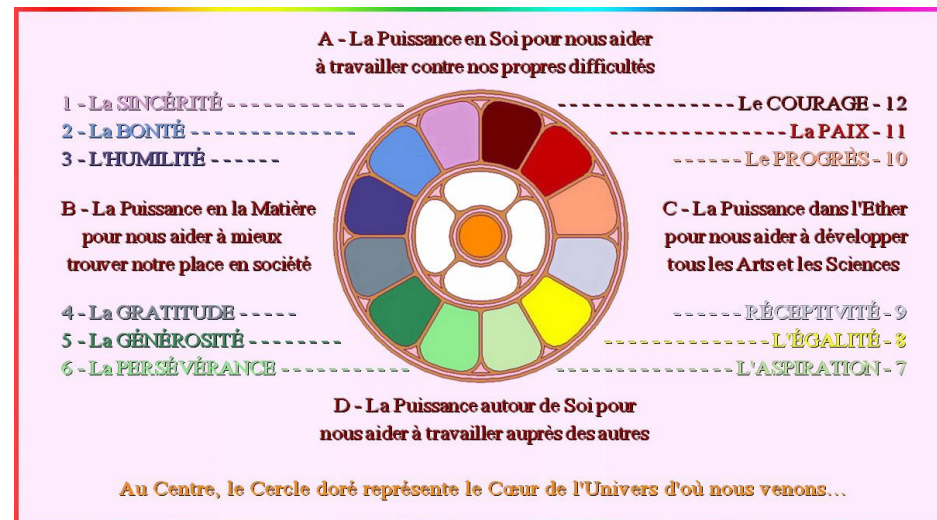 A - La Puissance en Soi pour nous aider
à travailler contre nos propres difficultés
1 - La SINCÉRITÉ - - - - - - - - - - - - - - -
2 - La BONTÉ - - - - - - - - - - - - - -
3 - L'HUMILITÉ - - - - - -
- - - - - - - - - - - - - - - Le COURAGE - 12
- - - - - - - - - - - - - - - La PAIX - 11
- - - - - - Le PROGRÈS - 10
B - La Puissance en la Matière
pour nous aider à mieux
trouver notre place en société
C - La Puissance dans l'Ether
pour nous aider à développer
tous les Arts et les Sciences
4 - La GRATITUDE - - - - -
5 - La GÉNÉROSITÉ - - - - - - - -
6 - La PERSÉVÉRANCE - - - - - - - - - - -
- - - - - - RÉCEPTIVITÉ - 9
- - - - - - - - - - - - - - L'ÉGALITÉ - 8
- - - - - - - - - - - - - - - L'ASPIRATION - 7
D - La Puissance autour de Soi pour
nous aider à travailler auprès des autres
Au Centre, le Cercle doré représente le Cœur de l'Univers d'où nous venons...